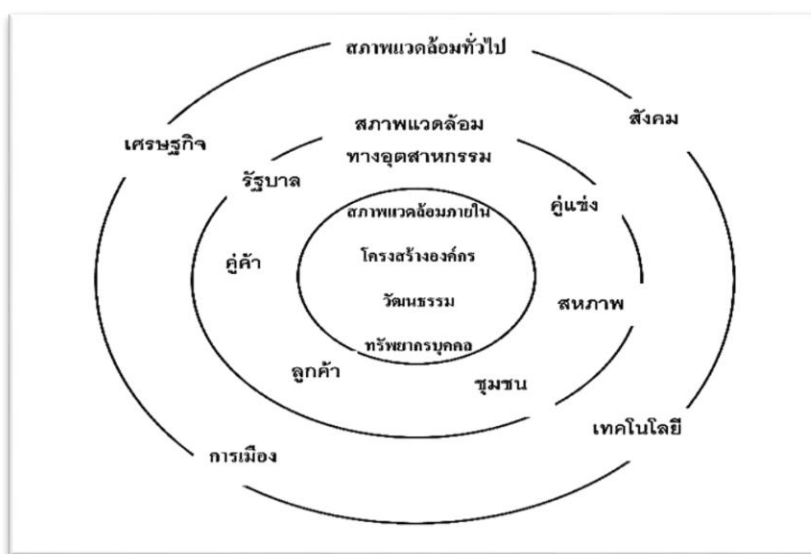 สภาพแวดล้อมทั่วไป
เศรษฐกิจ
สังคม
สภาพแวดล้อม
ทางอุตสาหกรรม
รัฐบาล
คู่แข่ง
สภาพแวดล้อมภายใน
คู่ค้า
โครงสร้างองค์กร
วัฒนธรรม
สหภาพ
ทรัพยากรบุคคล
ลูกค้า
ชุมชน
เทคโนโลยี
การเมือง